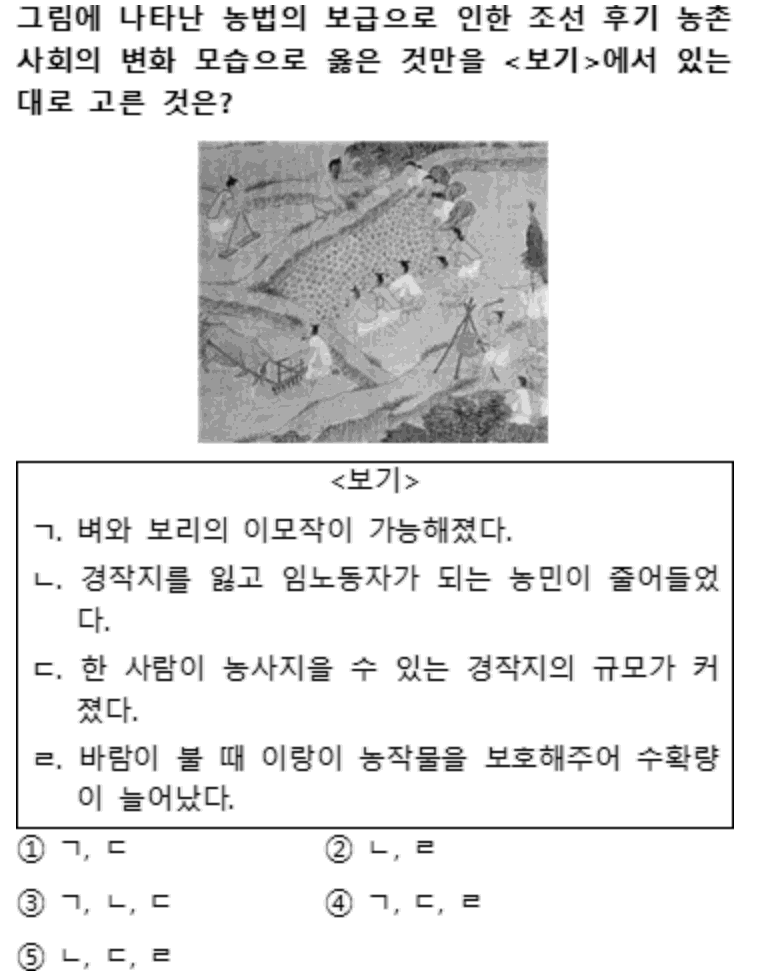 그림에 나타난 농법의 보급으로 인한 조선 후기 농촌
사회의 변화 모습으로 옳은 것만을 <보기>에서 있는
대로 고른 것은?
<보기>
ㄱ. 벼와 보리의 이모작이 가능해졌다.
ㄴ. 경작지를 잃고 임노동자가 되는 농민이 줄어들었
다.
ㄷ. 한 사람이 농사지을 수 있는 경작지의 규모가 커
졌다.
ㄹ. 바람이 불 때 이랑이 농작물을 보호해주어 수확량
이 늘어났다.
① ㄱ, ㄷ ② ㄴ, ㄹ
③ ㄱ, ㄴ, ㄷ ④ ㄱ, ㄷ, ㄹ
⑤ ㄴ, ㄷ, ㄹ